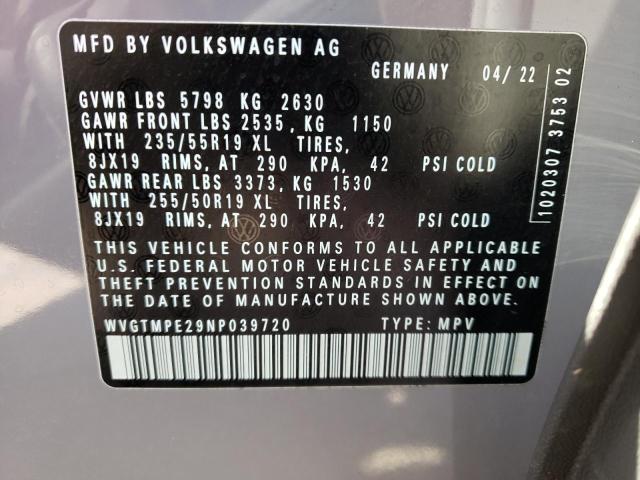 MFD BY VOLKSWAGEN AG
GERMANY 04/ 22
GVWR LBS 5798 KG 2630
GAWR FRONT LBS 2535, KG 1150
WITH 235/55R19 XL TIRES,
8JX19 RIMS, AT 290 KPA, 42 PSI COLD
GAWR REAR LBS 3373, KG 1530
WITH 255/50R19 XL TIRES,
8JX19 RIMS, AT 290 KPA, 42 PSI COLD
THIS VEHICLE CONFORMS TO ALL APPLICABLE
U.S. FEDERAL MOTOR VEHICLE SAFETY AND
THEFT PREVENTION STANDARDS IN EFFECT ON
THE DATE OF MANUFACTURE SHOWN ABOVE.
WVGTMPE29NP039720 TYPE: MPV
1020307 3753 02